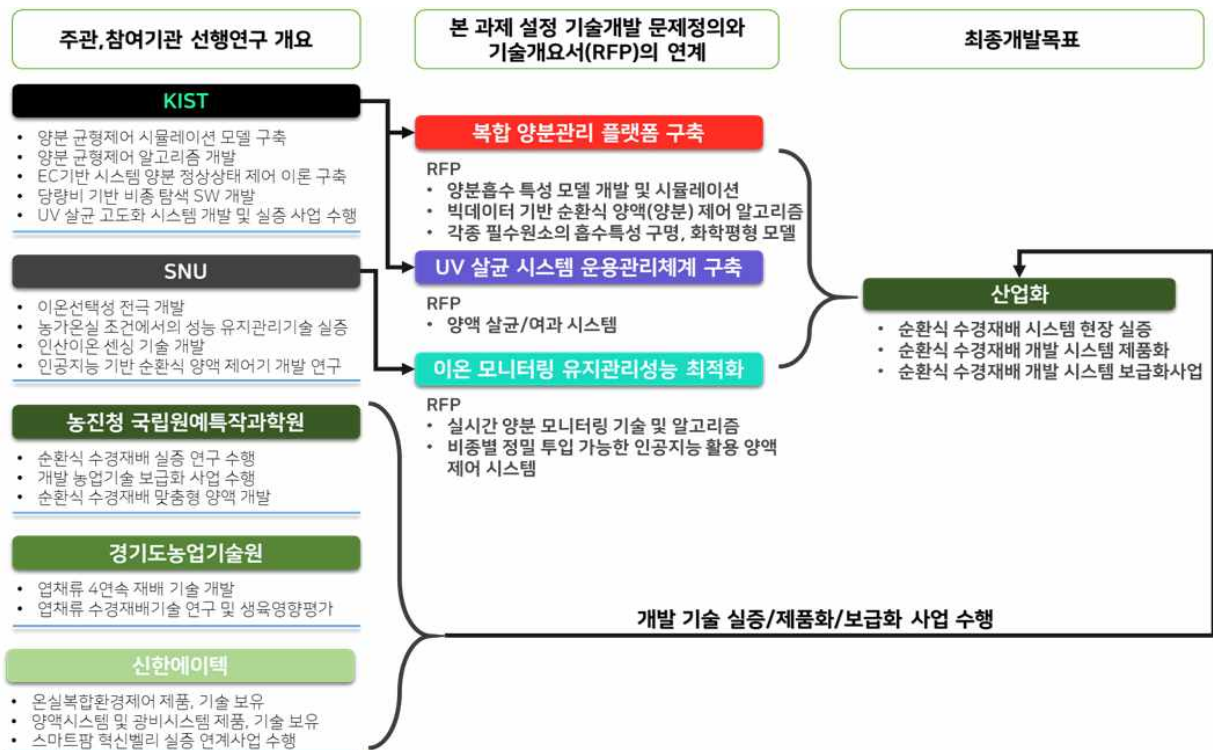 주관,참여기관 선행연구 개요
본 과제 설정 기술개발 문제정의와
기술개요서(RFP)의 연계
최종개발목표
KIST
• 양분 균형제어 시뮬레이션 모델 구축
• 양분 균형제어 알고리즘 개발
• EC기반 시스템 양분 정상상태 제어 이론 구축
• 당량비 기반 비종 탐색 SW 개발
• UV 살균 고도화 시스템 개발 및 실증 사업 수행
SNU
• 이온선택성 전극 개발
• 농가온실 조건에서의 성능 유지관리기술 실증
• 인산이온 센싱 기술 개발
• 인공지능 기반 순환식 양액 제어기 개발 연구
농진청 국립원예특작과학원
• 순환식 수경재배 실증 연구 수행
• 개발 농업기술 보급화 사업 수행
• 순환식 수경재배 맞춤형 양액 개발
경기도농업기술원
• 엽채류 4연속 재배 기술 개발
• 엽채류 수경재배기술 연구 및 생육영향평가
신한에이텍
• 온실복합환경제어 제품, 기술 보유
• 양액시스템 및 광비시스템 제품, 기술 보유
• 스마트팜 혁신벨리 실증 연계사업 수행
복합 양분관리 플랫폼 구축
RFP
• 양분흡수 특성 모델 개발 및 시뮬레이션
• 빅데이터 기반 순환식 양액(양분) 제어 알고리즘
• 각종 필수원소의 흡수특성 구명, 화학평형 모델
UV 살균 시스템 운용관리체계 구축
RFP
• 양액 살균/여과 시스템
이온 모니터링 유지관리성능 최적화
RFP
• 실시간 양분 모니터링 기술 및 알고리즘
• 비종별 정밀 투입 가능한 인공지능 활용 양액
제어 시스템
산업화
• 순환식 수경재배 시스템 현장 실증
• 순환식 수경재배 개발 시스템 제품화
• 순환식 수경재배 개발 시스템 보급화사업
개발 기술 실증/제품화/보급화 사업 수행